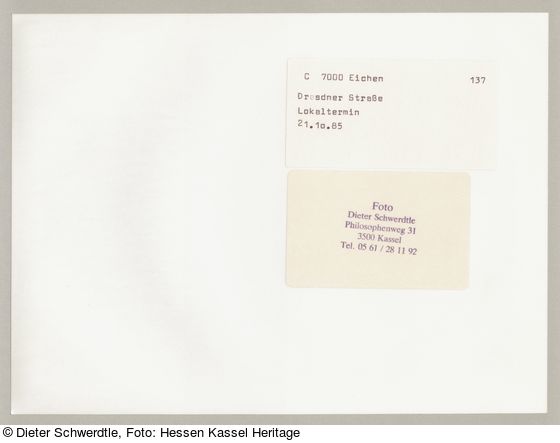 C 7000 Eichen 137
Dresdner Straße
Lokaltermin
21.10.85
Foto
Dieter Schwerdtle
Philosophenweg 31
3500 Kassel
Tel. 05 61 / 28 11 92
© Dieter Schwerdtle, Foto: Hessen Kassel Heritage